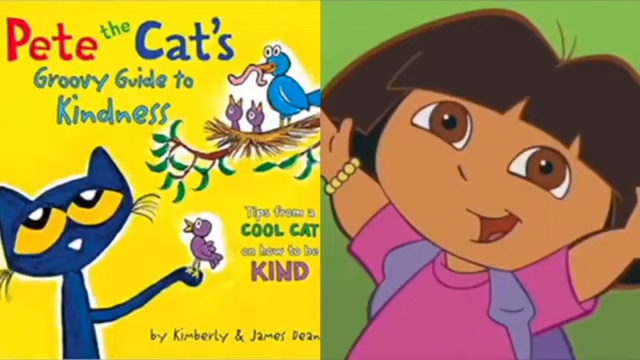 Pete the Cat's
Groovy Guide to
Kindness
Tips from a
COOL CAT
on how to be
KIND
by Kimberly & James Dean